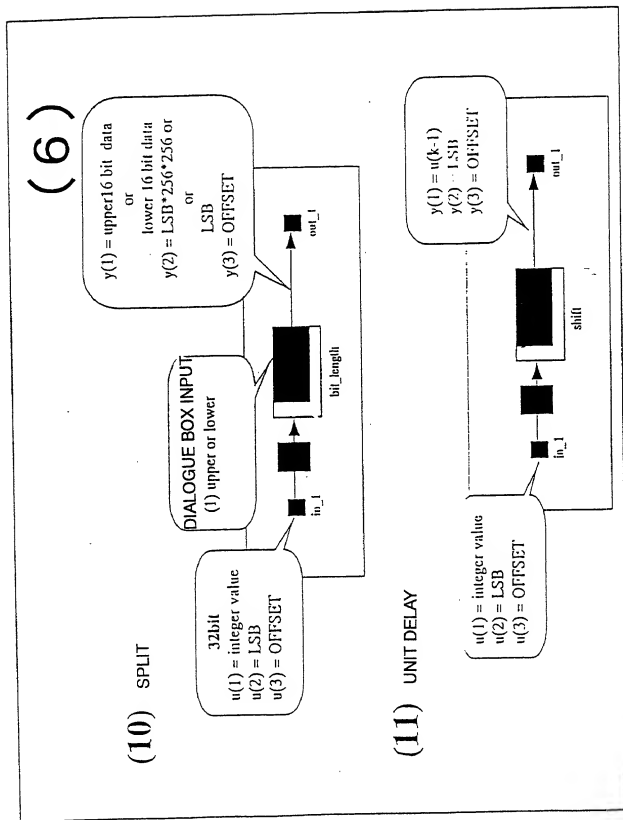 (6)
(10) SPLIT
32bit
u(1) = integer value
u(2) = LSB
u(3) = OFFSET
DIALOGUE BOX INPUT
(1) upper or lower
y(1) = upper16 bit data
or
lower 16 bit data
y(2) = LSB*256*256 or
or
LSB
y(3) = OFFSET
in_1
bit_length
out_1
(11) UNIT DELAY
u(1) = integer value
u(2) = LSB
u(3) = OFFSET
y(1) = u(k-1)
y(2) - LSB
y(3) = OFFSET
in_1
shift
out_1